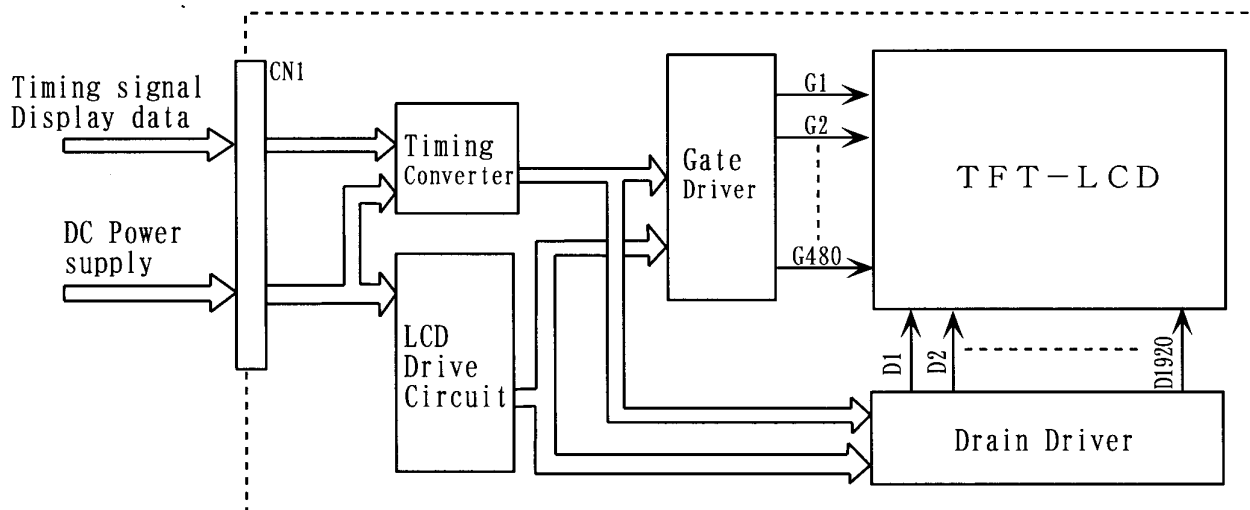 CN1
Timing signal
Display data
DC Power
supply
Timing
Converter
LCD
Drive
Circuit
Gate
Driver
G1
G2
G480
TFT-LCD
D1
D2
D1920
Drain Driver